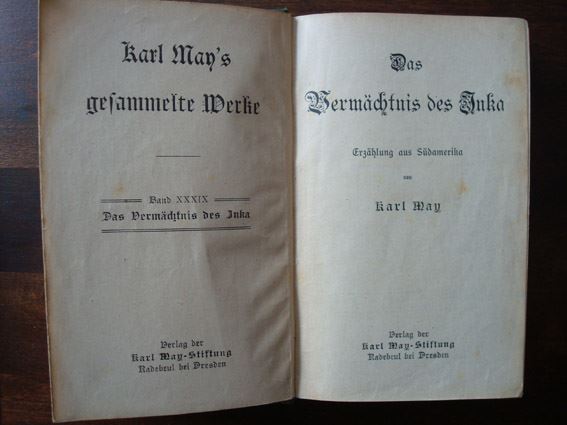 Karl May's
gesammelte Werke
Band XXXIX
Das Vermächtnis des Inka
Verlag der
Karl May-Stiftung
Radebeul bei Dresden
Das
Vermächtnis des Inka
Erzählung aus Südamerika
von
Karl May
Verlag der
Karl May-Stiftung
Radebeul bei Dresden